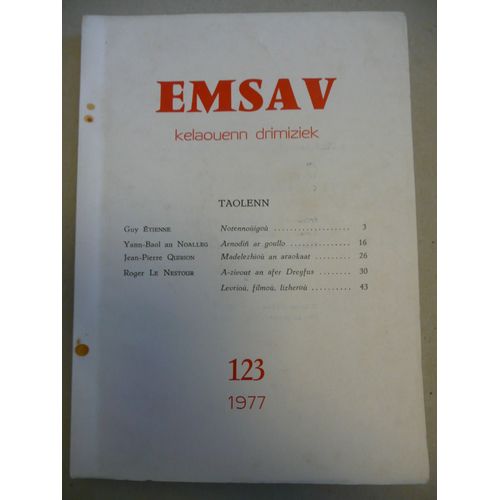 EMSAV
kelaouenn drimiziek
TAOLENN
Guy ÉTIENNE Notennoùigoù ................... 3
Yann-Baol an NOALLEG Arnodiñ ar goullo ............... 16
Jean-Pierre QUERION Madelezhioù an araokaat ......... 26
Roger LE NESTOUR A-zivout an afer Dreyfus ........ 30
Levrioù, filmoù, lizheroù .......... 43
123
1977